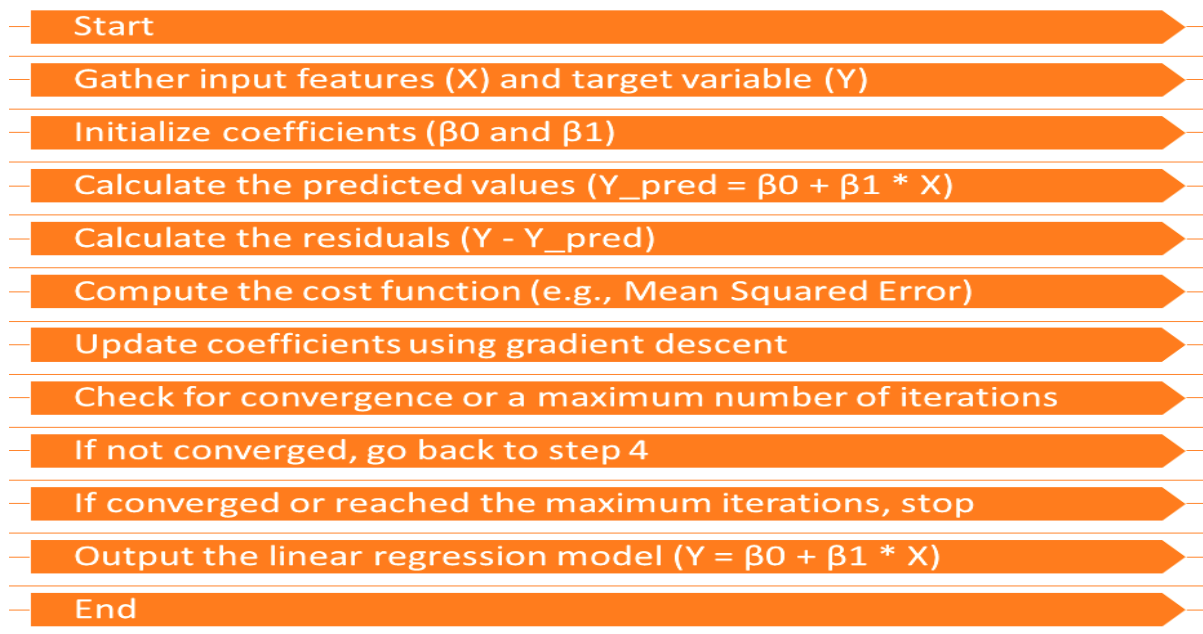 Start
Gather input features (X) and target variable (Y)
Initialize coefficients (β0 and β1)
Calculate the predicted values (Y_pred = β0 + β1 * X)
Calculate the residuals (Y - Y_pred)
Compute the cost function (e.g., Mean Squared Error)
Update coefficients using gradient descent
Check for convergence or a maximum number of iterations
If not converged, go back to step 4
If converged or reached the maximum iterations, stop
Output the linear regression model (Y = β0 + β1 * X)
End